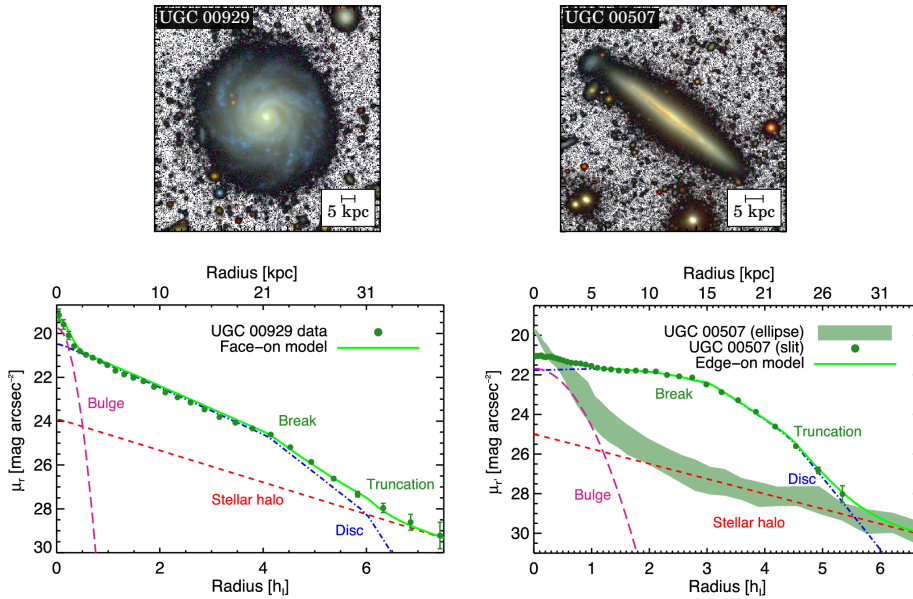 UGC 00929
5 kpc
UGC 00507
5 kpc
Radius [kpc]
0 10 21 31
20
22
24
26
28
30
μr [mag arcsec⁻²]
UGC 00929 data
Face-on model
Bulge
Break
Truncation
Stellar halo
Disc
0 2 4 6
Radius [hI]
Radius [kpc]
0 5 10 15 21 26 31
20
22
24
26
28
30
μr [mag arcsec⁻²]
UGC 00507 (ellipse)
UGC 00507 (slit)
Edge-on model
Break
Truncation
Disc
Bulge
Stellar halo
0 1 2 3 4 5 6
Radius [hI]